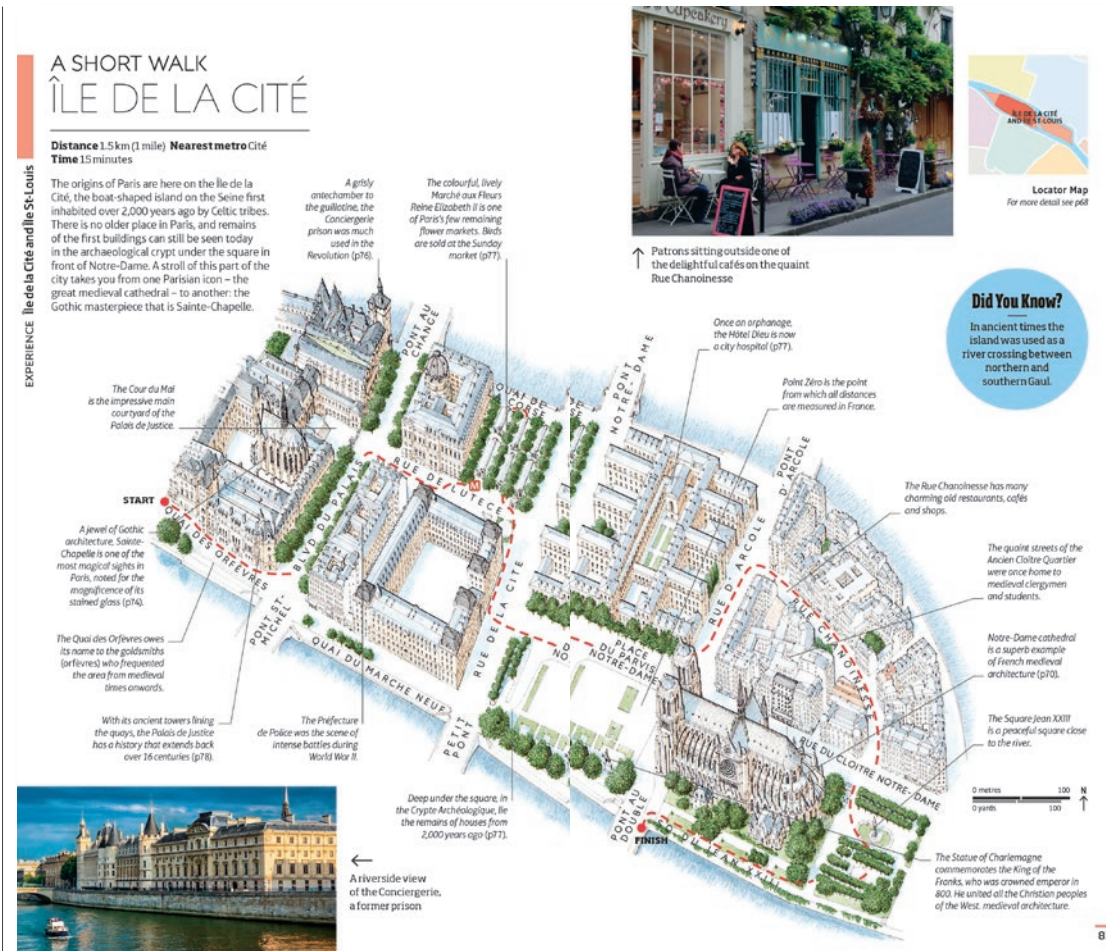 EXPERIENCE Île de la Cité and Île St-Louis
A SHORT WALK
ÎLE DE LA CITÉ
Distance 1.5 km (1 mile) Nearest metro Cité
Time 15 minutes
The origins of Paris are here on the Île de la
Cité, the boat-shaped island on the Seine first
inhabited over 2,000 years ago by Celtic tribes.
There is no older place in Paris, and remains
of the first buildings can still be seen today
in the archaeological crypt under the square in
front of Notre-Dame. A stroll of this part of the
city takes you from one Parisian icon – the
great medieval cathedral – to another: the
Gothic masterpiece that is Sainte-Chapelle.
A grisly
antechamber to
the guillotine, the
Conciergerie
prison was much
used in the
Revolution (p76).
The colourful, lively
Marché aux Fleurs
Reine Elizabeth II is one
of Paris's few remaining
flower markets. Birds
are sold at the Sunday
market (p77).
Cupcakery
↑ Patrons sitting outside one of
the delightful cafés on the quaint
Rue Chanoinesse
ÎLE DE LA CITÉ
AND ÎLE ST-LOUIS
Locator Map
For more detail see p68
Did You Know?
In ancient times the
island was used as a
river crossing between
northern and
southern Gaul.
Once an orphanage,
the Hôtel Dieu is now
a city hospital (p77).
Point Zéro is the point
from which all distances
are measured in France.
The Cour du Mai
is the impressive main
courtyard of the
Palais de Justice.
The Rue Chanoinesse has many
charming old restaurants, cafés
and shops.
START
A jewel of Gothic
architecture, Sainte-
Chapelle is one of the
most magical sights in
Paris, noted for the
magnificence of its
stained glass (p74).
The quaint streets of the
Ancien Cloître Quartier
were once home to
medieval clergymen
and students.
The Quai des Orfèvres owes
its name to the goldsmiths
(orfèvres) who frequented
the area from medieval
times onwards.
Notre-Dame cathedral
is a superb example
of French medieval
architecture (p70).
With its ancient towers lining
the quays, the Palais de Justice
has a history that extends back
over 16 centuries (p78).
The Préfecture
de Police was the scene of
intense battles during
World War II.
The Square Jean XXIII
is a peaceful square close
to the river.
Deep under the square, in
the Crypte Archéologique, lie
the remains of houses from
2,000 years ago (p77).
PONT AU
CHANGE
QUAI DE
CORSE
PONT
NOTRE-DAME
PONT
D'ARCOLE
RUE DE LUTECE
M
BLVD DU PALAIS
QUAI DES ORFEVRES
PONT ST-
MICHEL
QUAI DU MARCHE NEUF
RUE DE LA CITÉ
PETIT
PONT
RUE D'ARCOLE
RUE CHANOINESSE
PLACE
DU PARVIS
NOTRE-DAME
NO
RUE DU CLOITRE NOTRE-DAME
PONT AU
DOUBLE
FINISH
SQ. DU JEAN XXIII
0 metres 100
0 yards 100
N
↑
The Statue of Charlemagne
commemorates the King of the
Franks, who was crowned emperor in
800. He united all the Christian peoples
of the West. medieval architecture.
←
A riverside view
of the Conciergerie,
a former prison
8